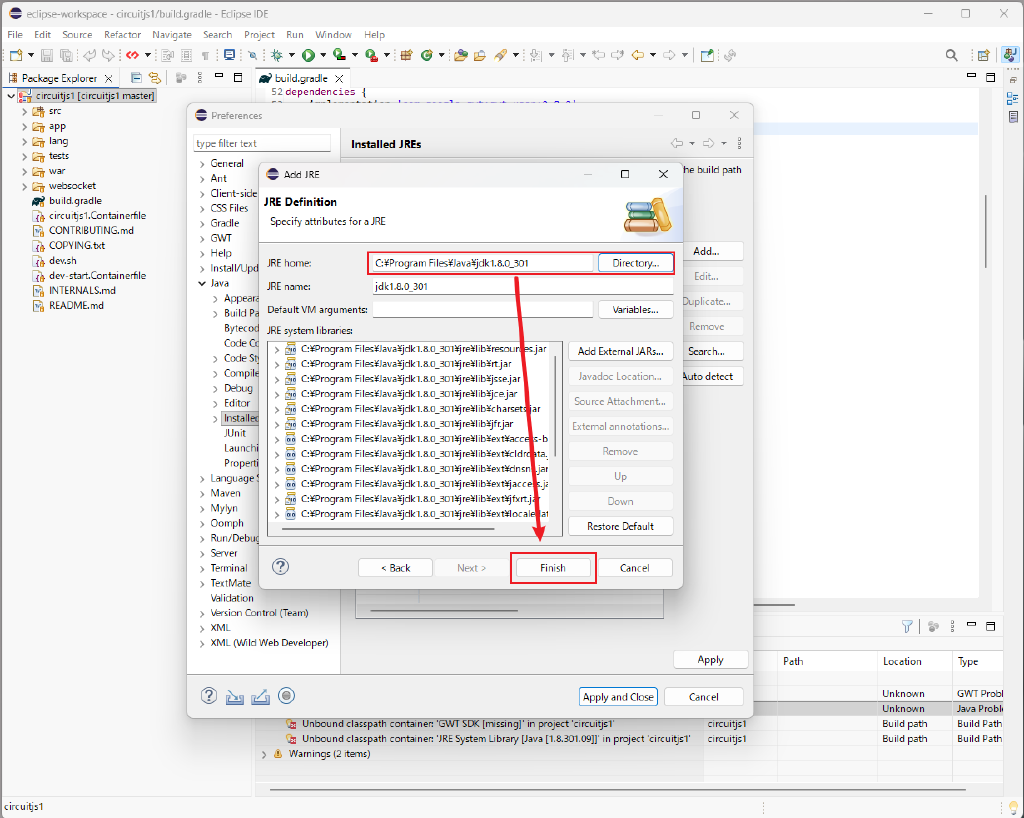 eclipse-workspace - circuitjs1/build.gradle - Eclipse IDE
File Edit Source Refactor Navigate Search Project Run Window Help
Package Explorer
build.gradle
circuitjs1 [circuitjs1 master]
src
app
lang
tests
war
websocket
build.gradle
circuitjs1.Containerfile
CONTRIBUTING.md
COPYING.txt
dev.sh
dev-start.Containerfile
INTERNALS.md
README.md
52 dependencies {
Preferences
type filter text
Installed JREs
he build path
General
Ant
Client-side
CSS Files
Gradle
GWT
Help
Install/Upd
Java
Appeara
Build Pa
Bytecod
Code Co
Code Sty
Compile
Debug
Editor
Installed
JUnit
Launchi
Properti
Language S
Maven
Mylyn
Oomph
Run/Debug
Server
Terminal
TextMate
Validation
Version Control (Team)
XML
XML (Wild Web Developer)
Add...
Edit...
Duplicate...
Remove
Search...
Auto detect
Apply
Apply and Close
Cancel
Add JRE
JRE Definition
Specify attributes for a JRE
JRE home:
C:¥Program Files¥Java¥jdk1.8.0_301
Directory...
JRE name:
jdk1.8.0_301
Default VM arguments:
Variables...
JRE system libraries:
C:¥Program Files¥Java¥jdk1.8.0_301¥jre¥lib¥resources.jar
C:¥Program Files¥Java¥jdk1.8.0_301¥jre¥lib¥rt.jar
C:¥Program Files¥Java¥jdk1.8.0_301¥jre¥lib¥jsse.jar
C:¥Program Files¥Java¥jdk1.8.0_301¥jre¥lib¥jce.jar
C:¥Program Files¥Java¥jdk1.8.0_301¥jre¥lib¥charsets.jar
C:¥Program Files¥Java¥jdk1.8.0_301¥jre¥lib¥jfr.jar
C:¥Program Files¥Java¥jdk1.8.0_301¥jre¥lib¥ext¥access-b
C:¥Program Files¥Java¥jdk1.8.0_301¥jre¥lib¥ext¥cldrdata.
C:¥Program Files¥Java¥jdk1.8.0_301¥jre¥lib¥ext¥dnsns.jar
C:¥Program Files¥Java¥jdk1.8.0_301¥jre¥lib¥ext¥jaccess.ja
C:¥Program Files¥Java¥jdk1.8.0_301¥jre¥lib¥ext¥jfxrt.jar
C:¥Program Files¥Java¥jdk1.8.0_301¥jre¥lib¥ext¥localedat
Add External JARs...
Javadoc Location...
Source Attachment...
External annotations...
Remove
Up
Down
Restore Default
< Back
Next >
Finish
Cancel
Path Location Type
Unknown GWT Probl
Unknown Java Proble
Unbound classpath container: 'GWT SDK [missing]' in project 'circuitjs1' circuitjs1 Build path Build Path
Unbound classpath container: 'JRE System Library [Java [1.8.301.09]]' in project 'circuitjs1' circuitjs1 Build path Build Path
Warnings (2 items)
circuitjs1